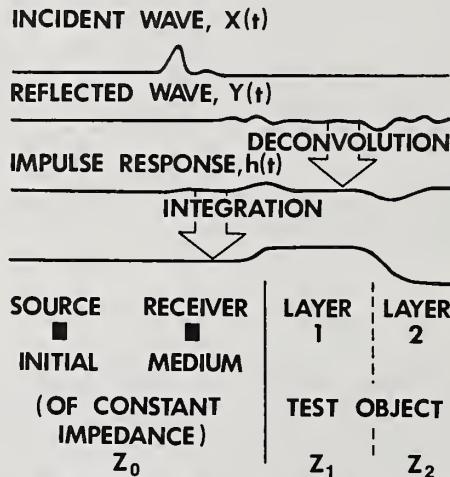 INCIDENT WAVE, X(t)
REFLECTED WAVE, Y(t)
DECONVOLUTION
IMPULSE RESPONSE, h(t)
INTEGRATION
SOURCE RECEIVER LAYER LAYER
1 2
INITIAL MEDIUM
(OF CONSTANT TEST OBJECT
IMPEDANCE)
Z₀ Z₁ Z₂